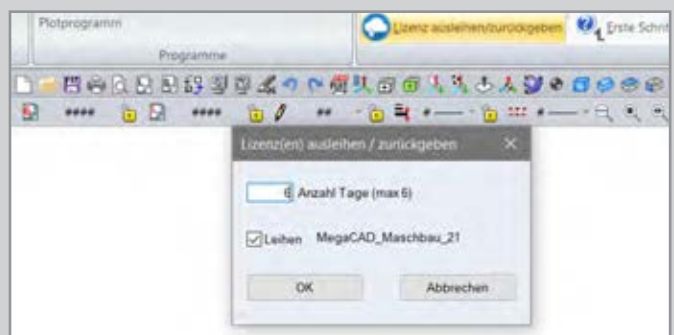 Plotprogramm
Lizenz ausleihen/zurückgeben
Erste Schrit
Programme
####
####
##
Lizenz(en) ausleihen / zurückgeben
6 Anzahl Tage (max 6)
Leihen MegaCAD_Maschbau_21
OK Abbrechen